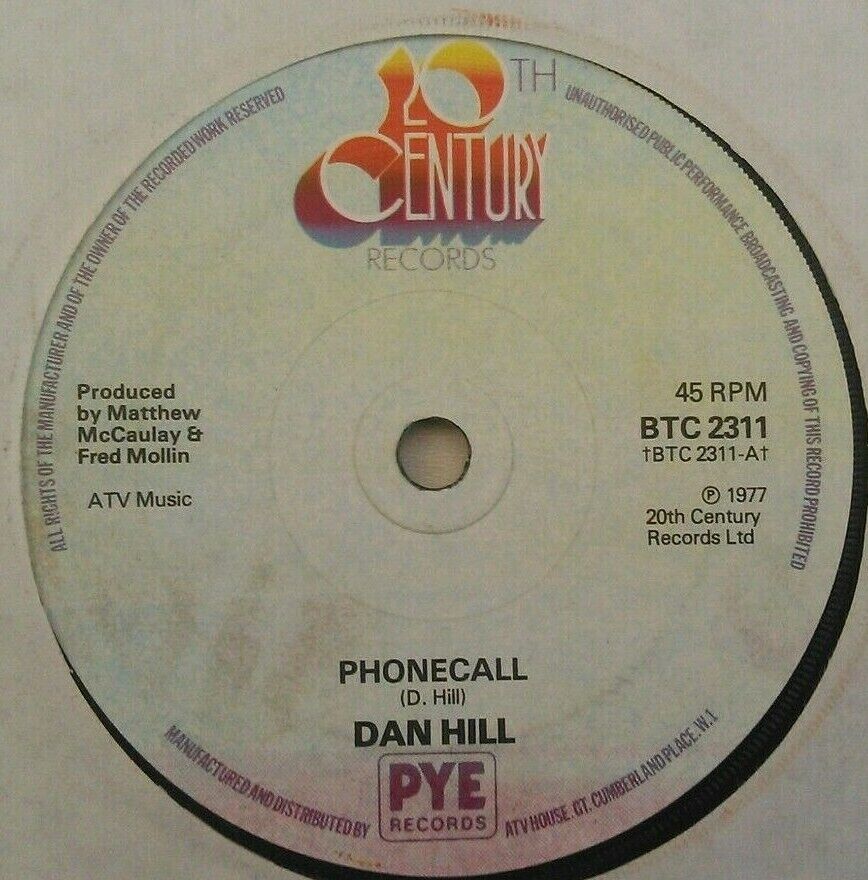 20TH
CENTURY
RECORDS
ALL RIGHTS OF THE MANUFACTURER AND OF THE OWNER OF THE RECORDED WORK RESERVED
UNAUTHORISED PUBLIC PERFORMANCE BROADCASTING AND COPYING OF THIS RECORD PROHIBITED
Produced
by Matthew
McCaulay &
Fred Mollin
ATV Music
45 RPM
BTC 2311
†BTC 2311-A†
℗ 1977
20th Century
Records Ltd
PHONECALL
(D. Hill)
DAN HILL
MANUFACTURED AND DISTRIBUTED BY
PYE
RECORDS
ATV HOUSE. GT. CUMBERLAND PLACE. W.1